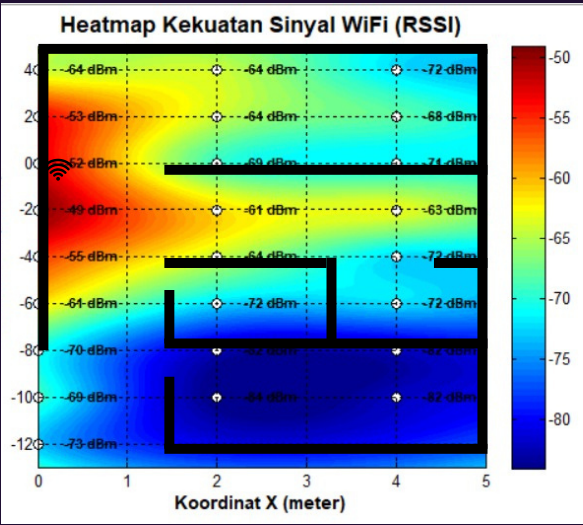 Heatmap Kekuatan Sinyal WiFi (RSSI)
4 -64 dBm -64 dBm -72 dBm
2 -53 dBm -64 dBm -68 dBm
0 -52 dBm -69 dBm -71 dBm
-2 -49 dBm -61 dBm -63 dBm
-4 -55 dBm -64 dBm -72 dBm
-6 -61 dBm -72 dBm -72 dBm
-8 -70 dBm -82 dBm -82 dBm
-10 -69 dBm -84 dBm -82 dBm
-12 -73 dBm
0 1 2 3 4 5
Koordinat X (meter)
-50
-55
-60
-65
-70
-75
-80